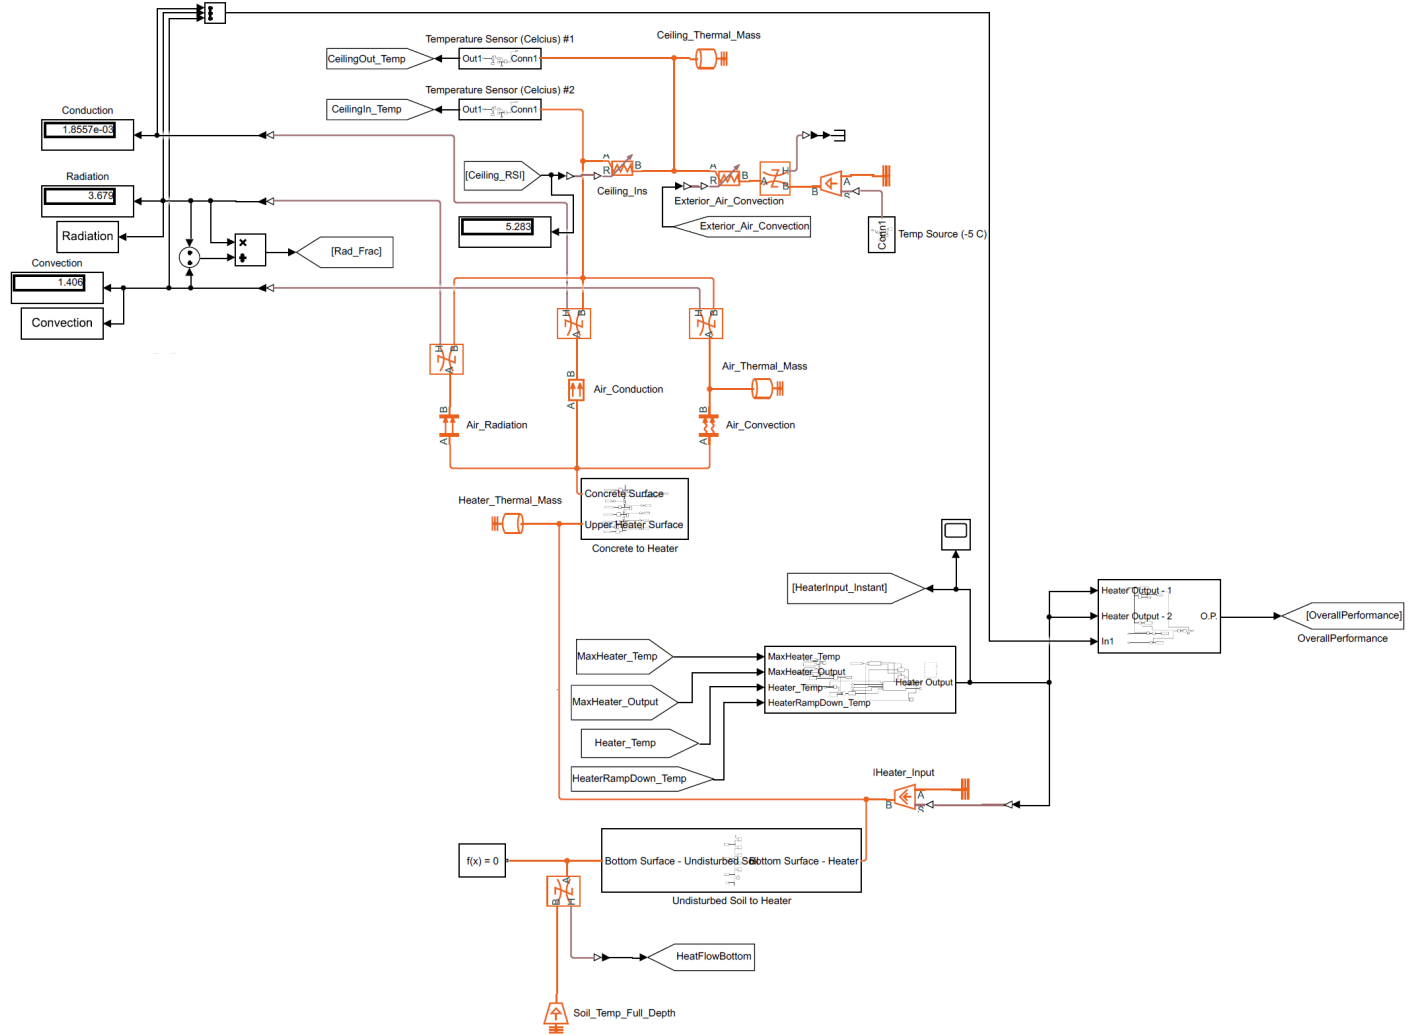 Temperature Sensor (Celcius) #1
CeilingOut_Temp
Out1
Conn1
Ceiling_Thermal_Mass
Temperature Sensor (Celcius) #2
CeilingIn_Temp
Out1
Conn1
Conduction
1.8557e-03
Radiation
3.679
Radiation
Convection
1.406
Convection
[Rad_Frac]
[Ceiling_RSI]
5.283
A
R
B
Ceiling_Ins
A
R
B
Exterior_Air_Convection
Exterior_Air_Convection
A
H
B
B
A
S
Conn1
Temp Source (-5 C)
H
B
A
H
B
A
H
B
A
Air_Thermal_Mass
B
A
Air_Conduction
B
A
Air_Radiation
B
A
Air_Convection
Heater_Thermal_Mass
Concrete Surface
Upper Heater Surface
Concrete to Heater
[HeaterInput_Instant]
Heater Output - 1
Heater Output - 2
In1
O.P.
[OverallPerformance]
OverallPerformance
MaxHeater_Temp
MaxHeater_Output
Heater_Temp
HeaterRampDown_Temp
MaxHeater_Temp
MaxHeater_Output
Heater_Temp
HeaterRampDown_Temp
Heater Output
IHeater_Input
B
A
S
f(x) = 0
Bottom Surface - Undisturbed Soil
Bottom Surface - Heater
Undisturbed Soil to Heater
A
B
H
HeatFlowBottom
Soil_Temp_Full_Depth